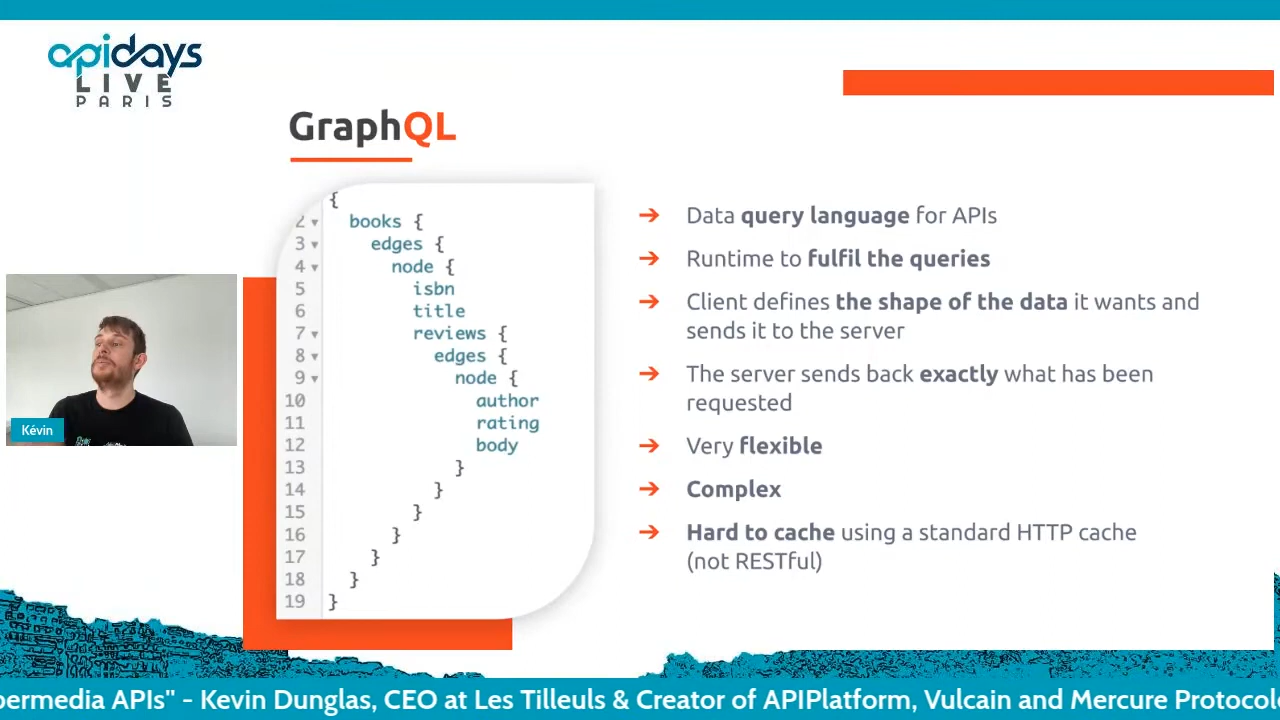 apidays
LIVE
PARIS
GraphQL
{
2 books {
3 edges {
4 node {
5 isbn
6 title
7 reviews {
8 edges {
9 node {
10 author
11 rating
12 body
13 }
14 }
15 }
16 }
17 }
18 }
19 }
➔ Data query language for APIs
➔ Runtime to fulfil the queries
➔ Client defines the shape of the data it wants and
sends it to the server
➔ The server sends back exactly what has been
requested
➔ Very flexible
➔ Complex
➔ Hard to cache using a standard HTTP cache
(not RESTful)
Kévin
permedia APIs" - Kevin Dunglas, CEO at Les Tilleuls & Creator of APIPlatform, Vulcain and Mercure Protocol